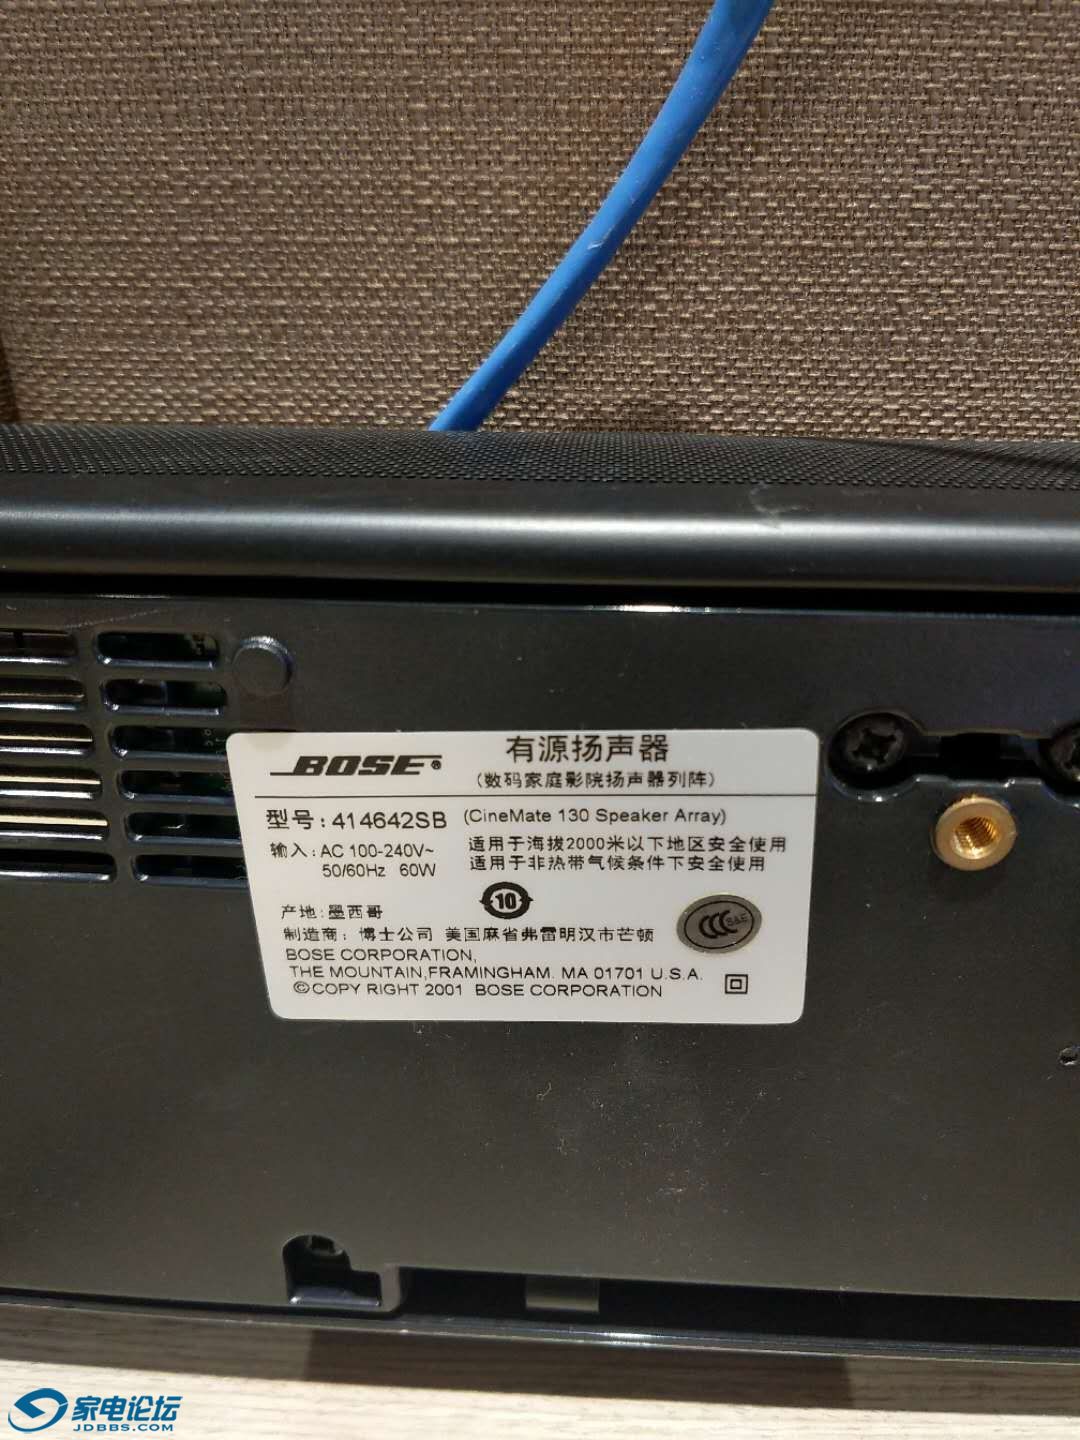 BOSE®
有源扬声器
(数码家庭影院扬声器列阵)
型号:414642SB (CineMate 130 Speaker Array)
输入:AC 100-240V~
50/60Hz 60W
适用于海拔2000米以下地区安全使用
适用于非热带气候条件下安全使用
产地:墨西哥
10
制造商:博士公司 美国麻省弗雷明汉市芒顿
CCC S&E
BOSE CORPORATION,
THE MOUNTAIN,FRAMINGHAM. MA 01701 U.S.A.
©COPY RIGHT 2001 BOSE CORPORATION
家电论坛
JDBBS.COM